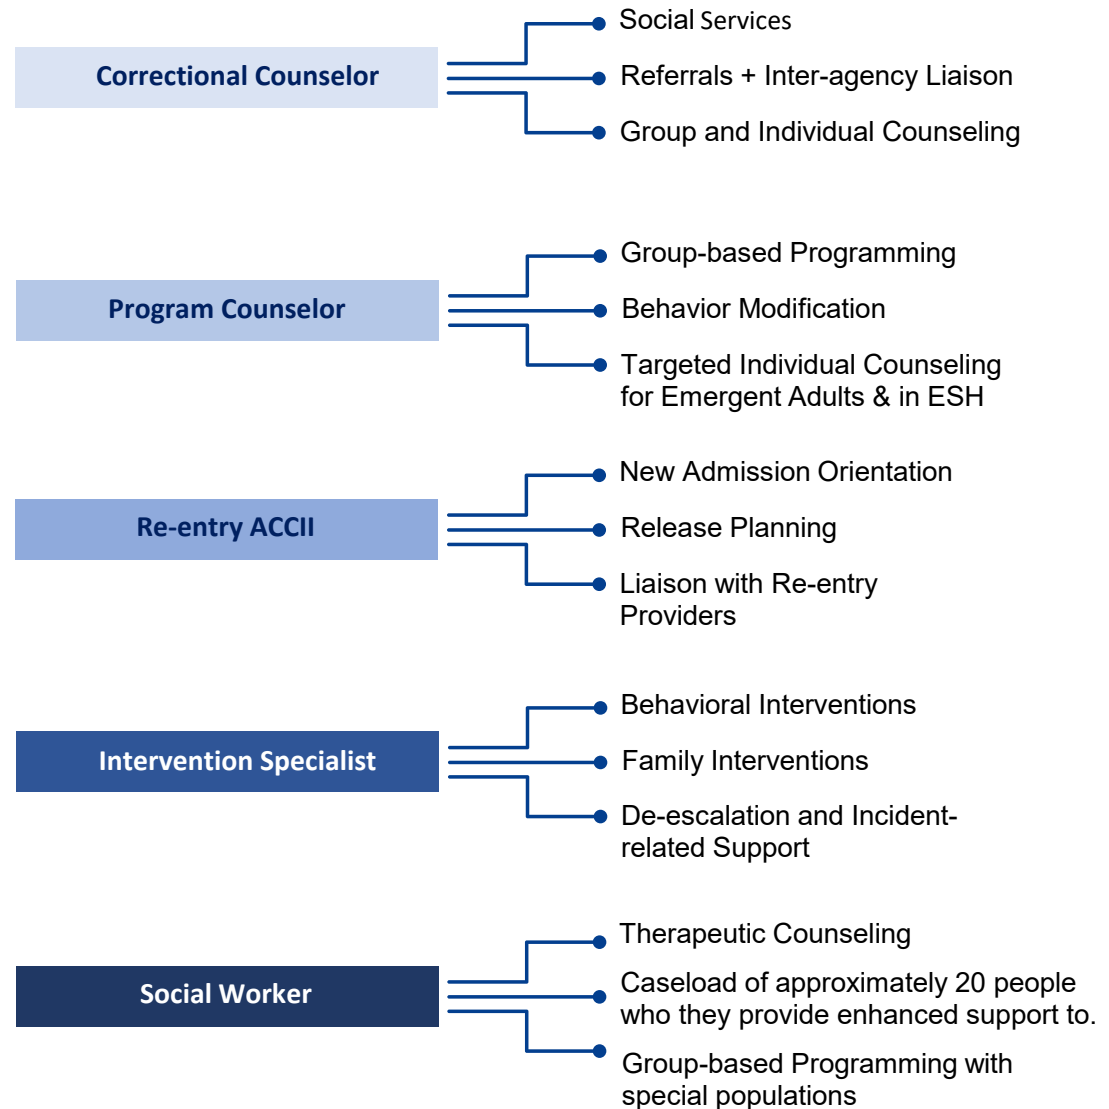 Correctional Counselor
Social Services
Referrals + Inter-agency Liaison
Group and Individual Counseling
Program Counselor
Group-based Programming
Behavior Modification
Targeted Individual Counseling
for Emergent Adults & in ESH
Re-entry ACCII
New Admission Orientation
Release Planning
Liaison with Re-entry
Providers
Intervention Specialist
Behavioral Interventions
Family Interventions
De-escalation and Incident-
related Support
Social Worker
Therapeutic Counseling
Caseload of approximately 20 people
who they provide enhanced support to.
Group-based Programming with
special populations